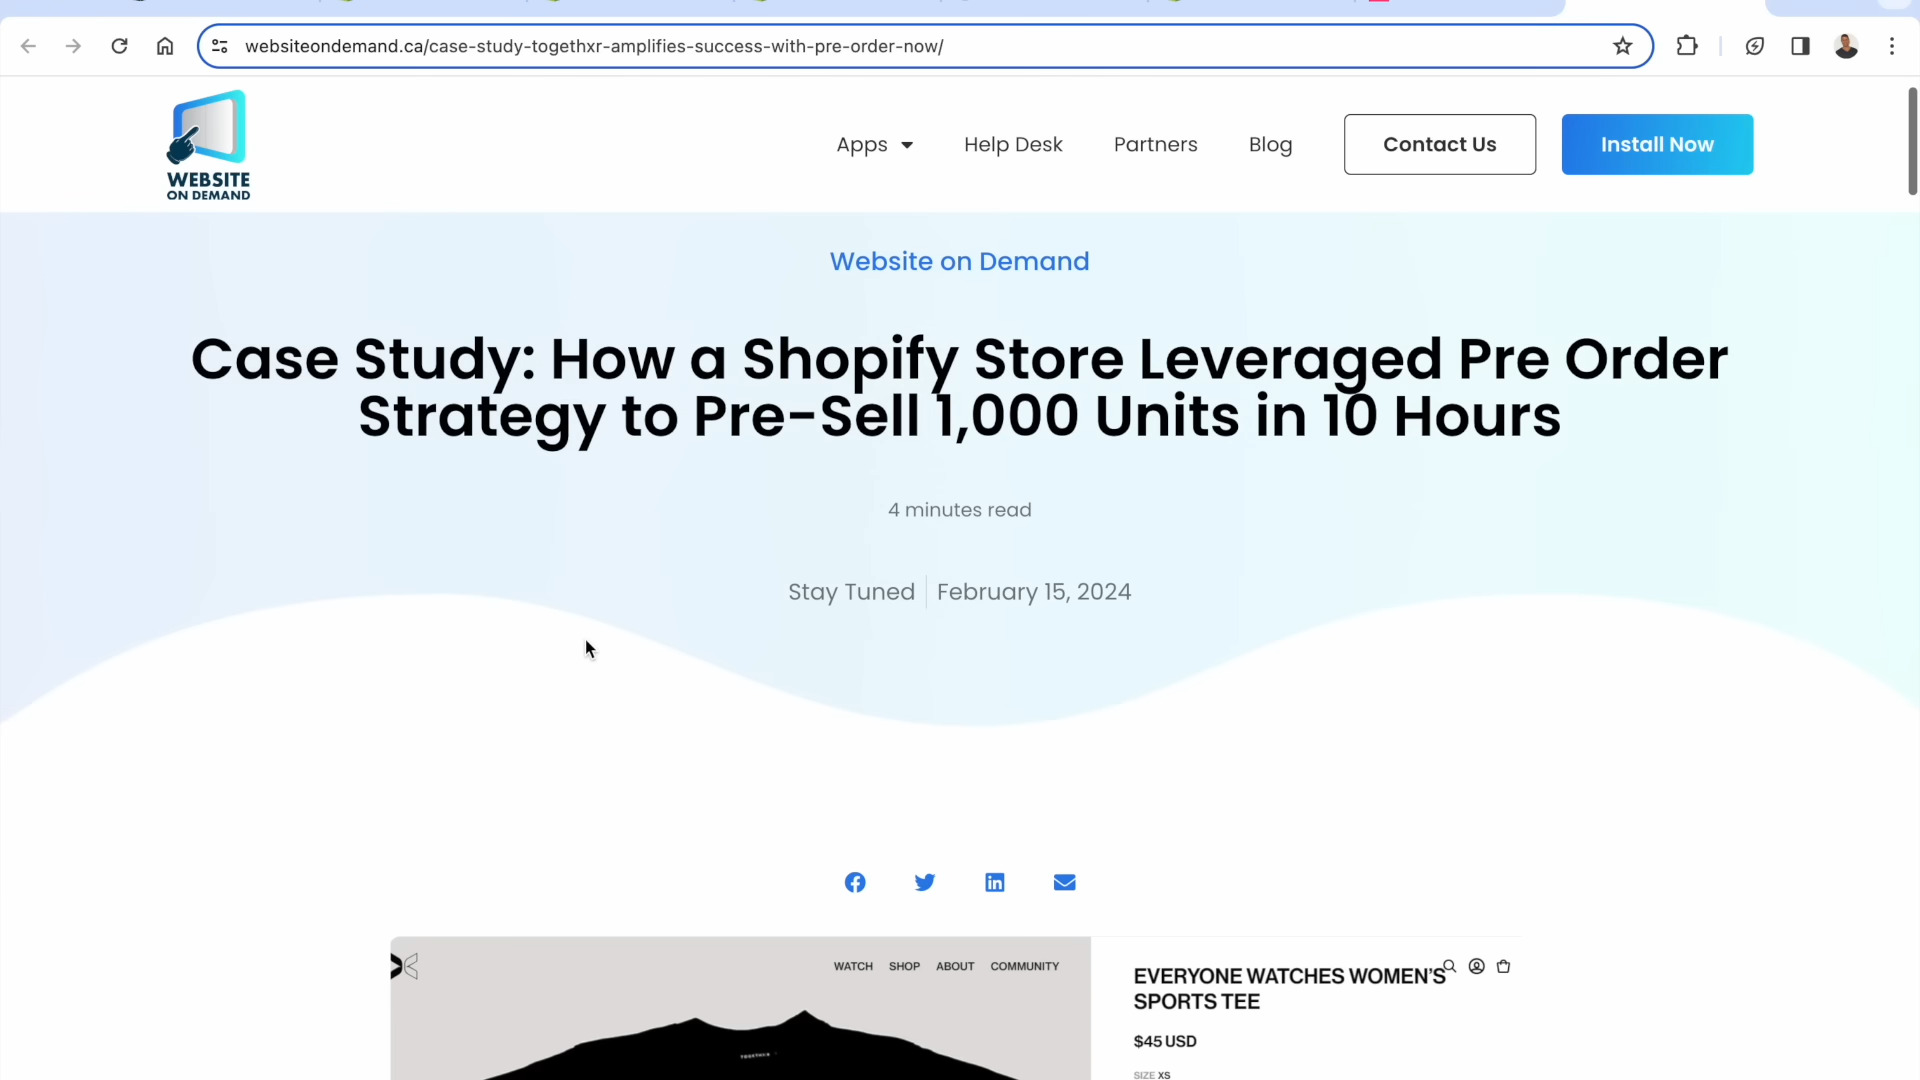 websiteondemand.ca/case-study-togethxr-amplifies-success-with-pre-order-now/
WEBSITE
ON DEMAND
Apps
Help Desk
Partners
Blog
Contact Us
Install Now
Website on Demand
Case Study: How a Shopify Store Leveraged Pre Order
Strategy to Pre-Sell 1,000 Units in 10 Hours
4 minutes read
Stay Tuned
February 15, 2024
WATCH
SHOP
ABOUT
COMMUNITY
EVERYONE WATCHES WOMEN'S
SPORTS TEE
$45 USD
SIZE XS
TOGETHXR